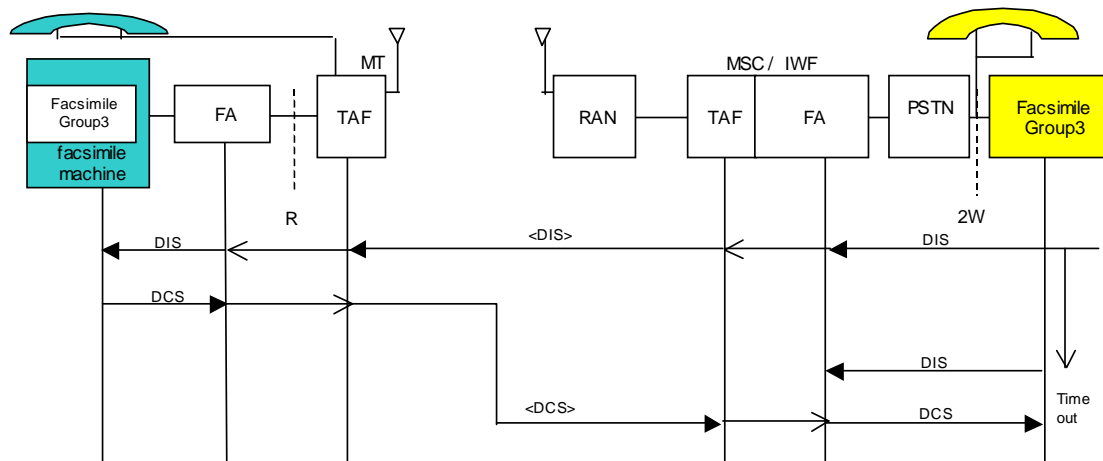 MT
MSC/ IWF
Facsimile
Group3
facsimile
machine
FA
TAF
RAN
TAF
FA
PSTN
Facsimile
Group3
R
2W
DIS
<DIS>
DIS
DCS
DIS
<DCS>
DCS
Time
out